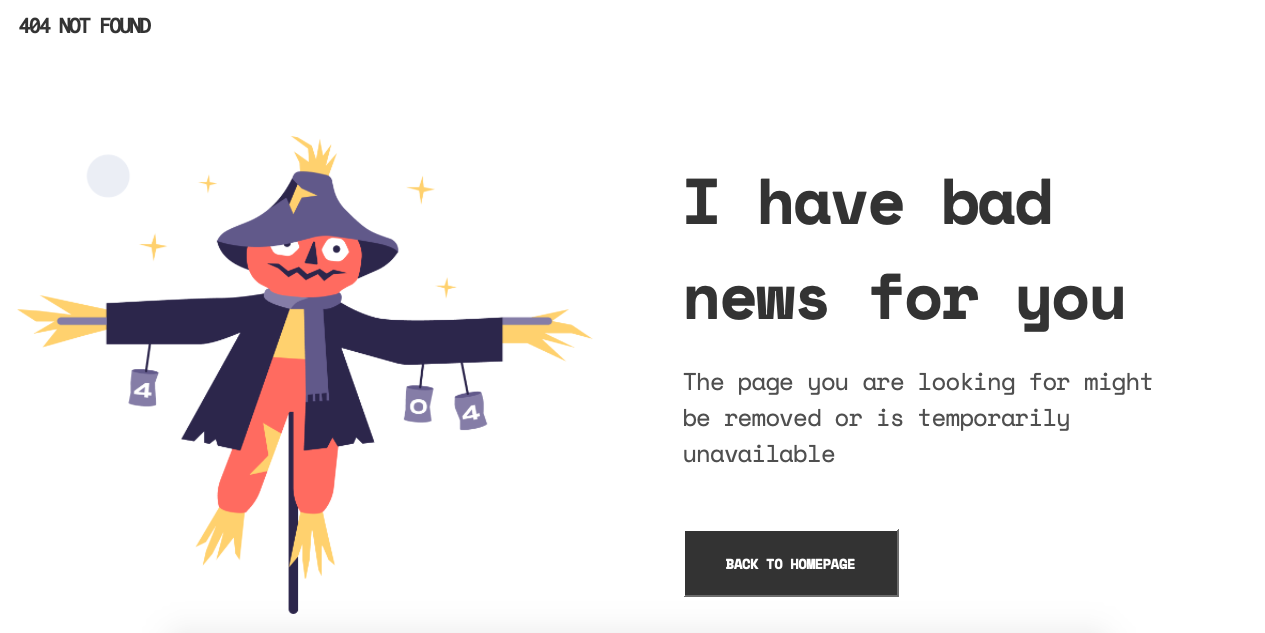 404 NOT FOUND
I have bad
news for you
4
0
4
The page you are looking for might
be removed or is temporarily
unavailable
BACK TO HOMEPAGE